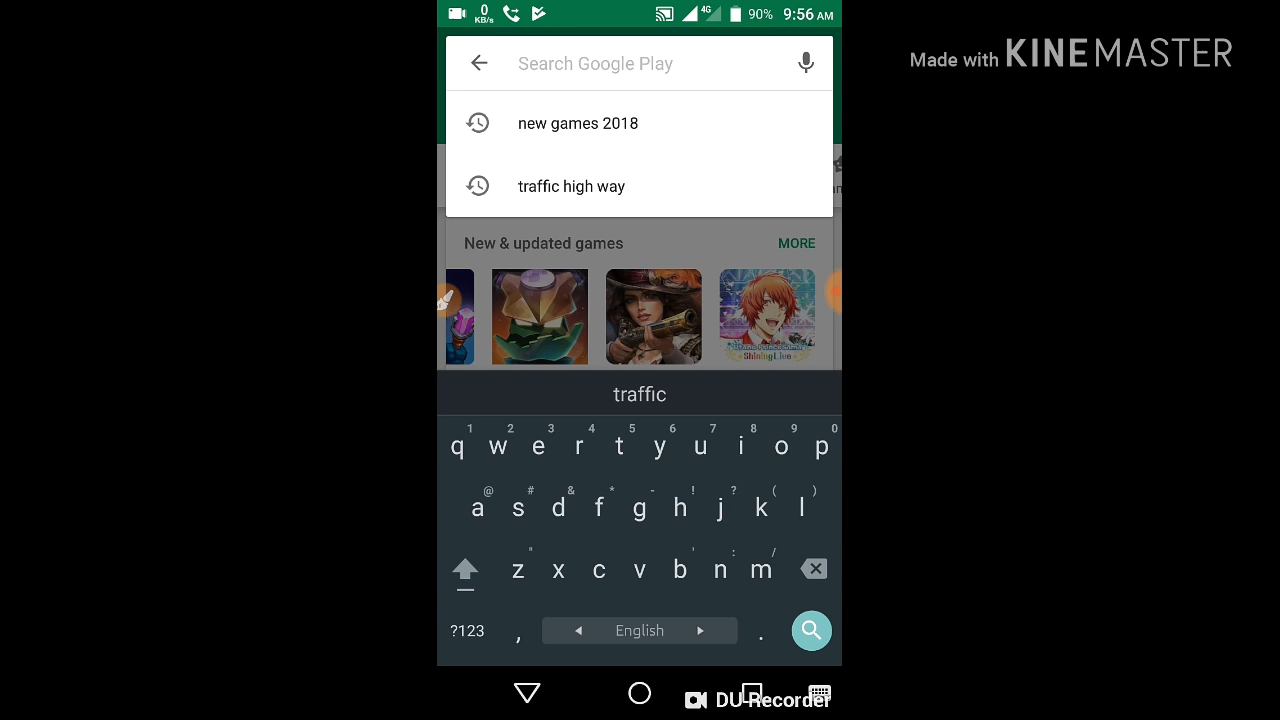 0
KB/s
4G
90%
9:56 AM
Made with KINEMASTER
Search Google Play
new games 2018
traffic high way
New & updated games
MORE
Shining Live
traffic
1 2 3 4 5 6 7 8 9 0
q w e r t y u i o p
@ # & * - ! ? ( )
a s d f g h j k l
" ' : /
z x c v b n m
?123 , English .
DU Recorder